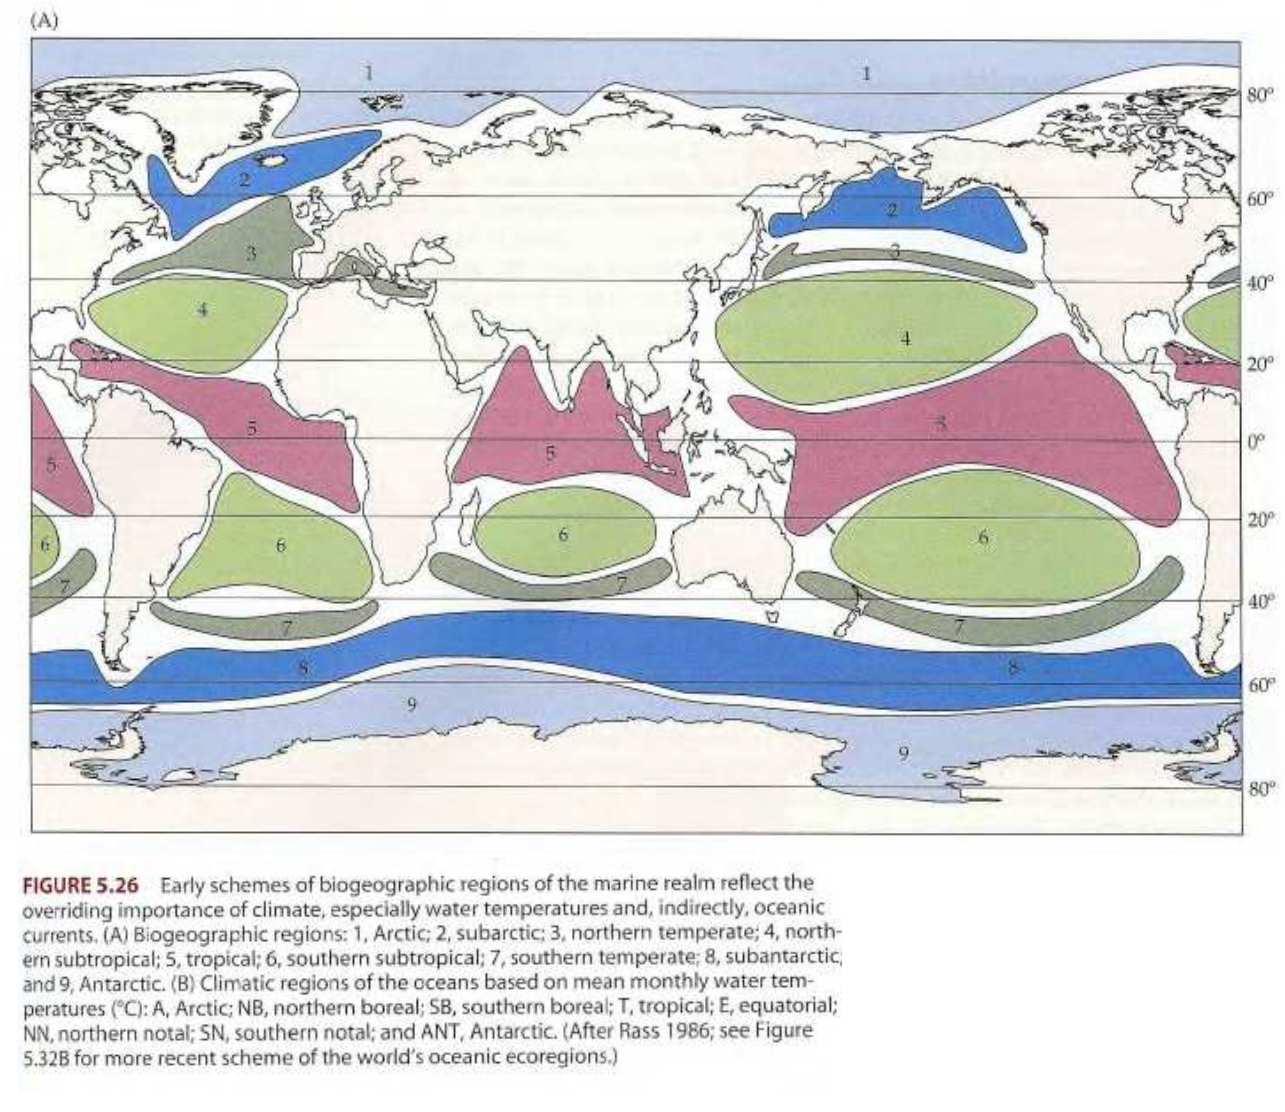 (A)
1 1
80°
2 2 60°
3 3
40°
4 4
20°
5 5 5 0°
5
20°
6 6 6 6
7 7
40°
7 7
8 8
60°
9
9
80°
FIGURE 5.26 Early schemes of biogeographic regions of the marine realm reflect the
overriding importance of climate, especially water temperatures and, indirectly, oceanic
currents. (A) Biogeographic regions: 1, Arctic; 2, subarctic; 3, northern temperate; 4, north-
ern subtropical; 5, tropical; 6, southern subtropical; 7, southern temperate; 8, subantarctic;
and 9, Antarctic. (B) Climatic regions of the oceans based on mean monthly water tem-
peratures (°C): A, Arctic; NB, northern boreal; SB, southern boreal; T, tropical; E, equatorial;
NN, northern notal; SN, southern notal; and ANT, Antarctic. (After Rass 1986; see Figure
5.32B for more recent scheme of the world's oceanic ecoregions.)